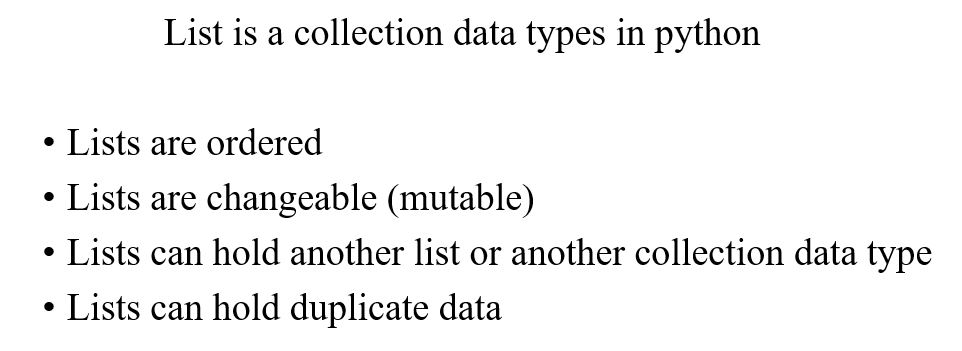 List is a collection data types in python
• Lists are ordered
• Lists are changeable (mutable)
• Lists can hold another list or another collection data type
• Lists can hold duplicate data